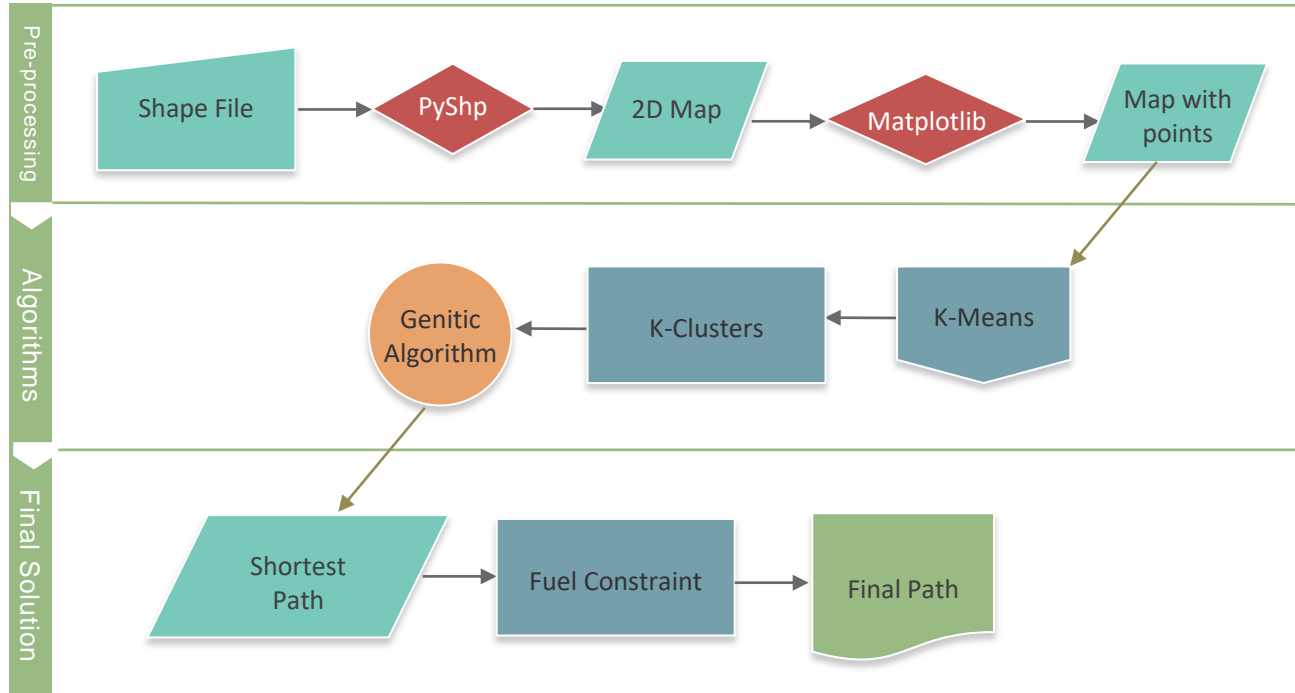 Pre-processing
Shape File
PyShp
2D Map
Matplotlib
Map with
points
Algorithms
Genitic
Algorithm
K-Clusters
K-Means
Final Solution
Shortest
Path
Fuel Constraint
Final Path